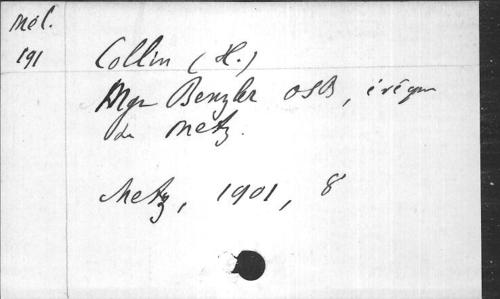 Mél.
191
Collin (H.)
Mgr Benzler OSB, évêque
de Metz.
Metz, 1901, 8°